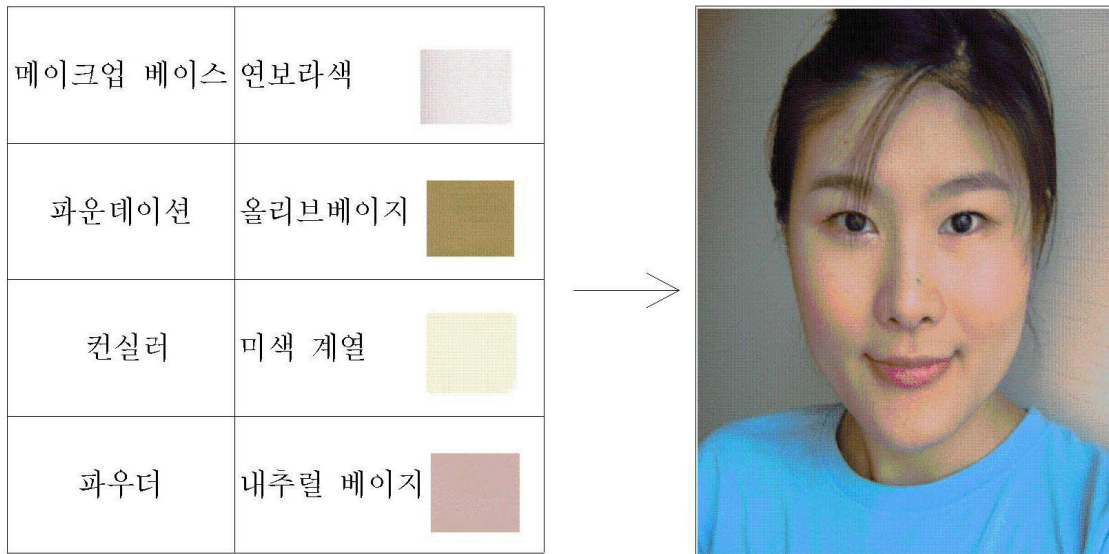 메이크업 베이스 연보라색
파운데이션 올리브베이지
컨실러 미색 계열
파우더 내추럴 베이지